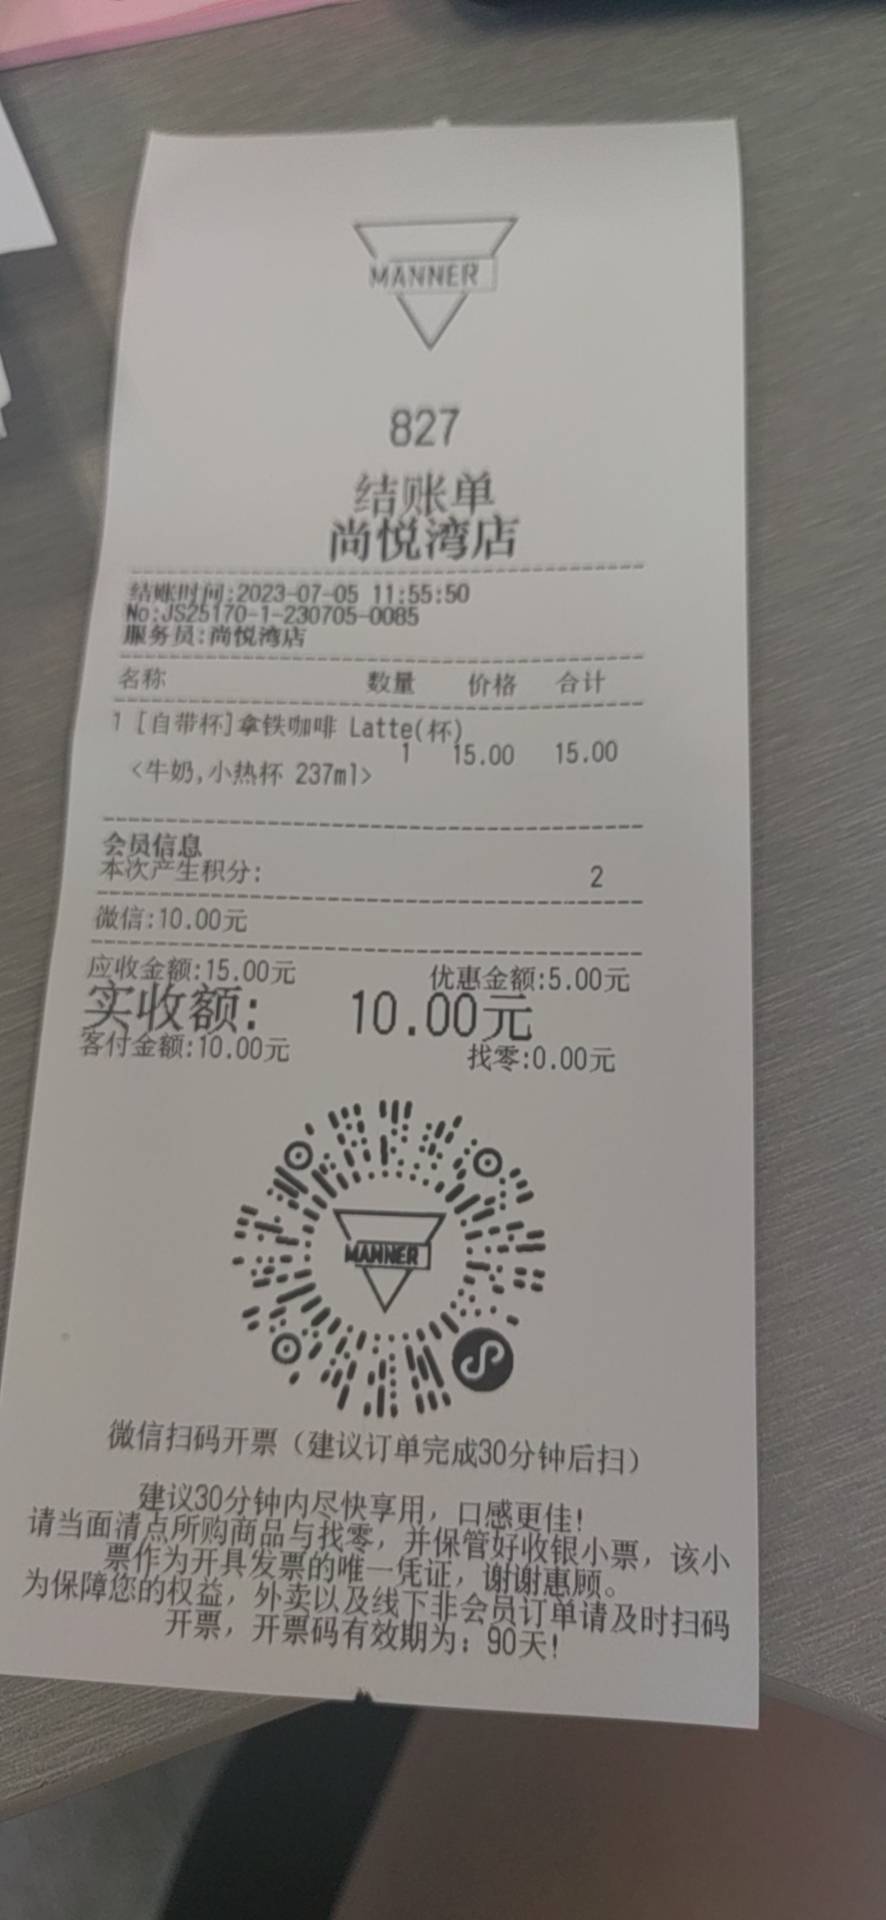 MANNER
827
结账单
尚悦湾店
结账时间:2023-07-05 11:55:50
No:JS25170-1-230705-0085
服务员:尚悦湾店
名称 数量 价格 合计
1 [自带杯]拿铁咖啡 Latte(杯)
1 15.00 15.00
<牛奶,小热杯 237ml>
会员信息
本次产生积分: 2
微信:10.00元
应收金额:15.00元 优惠金额:5.00元
实收额: 10.00元
客付金额:10.00元 找零:0.00元
MANNER
微信扫码开票（建议订单完成30分钟后扫）
建议30分钟内尽快享用，口感更佳!
请当面清点所购商品与找零，并保管好收银小票，该小
票作为开具发票的唯一凭证，谢谢惠顾。
为保障您的权益，外卖以及线下非会员订单请及时扫码
开票，开票码有效期为：90天!